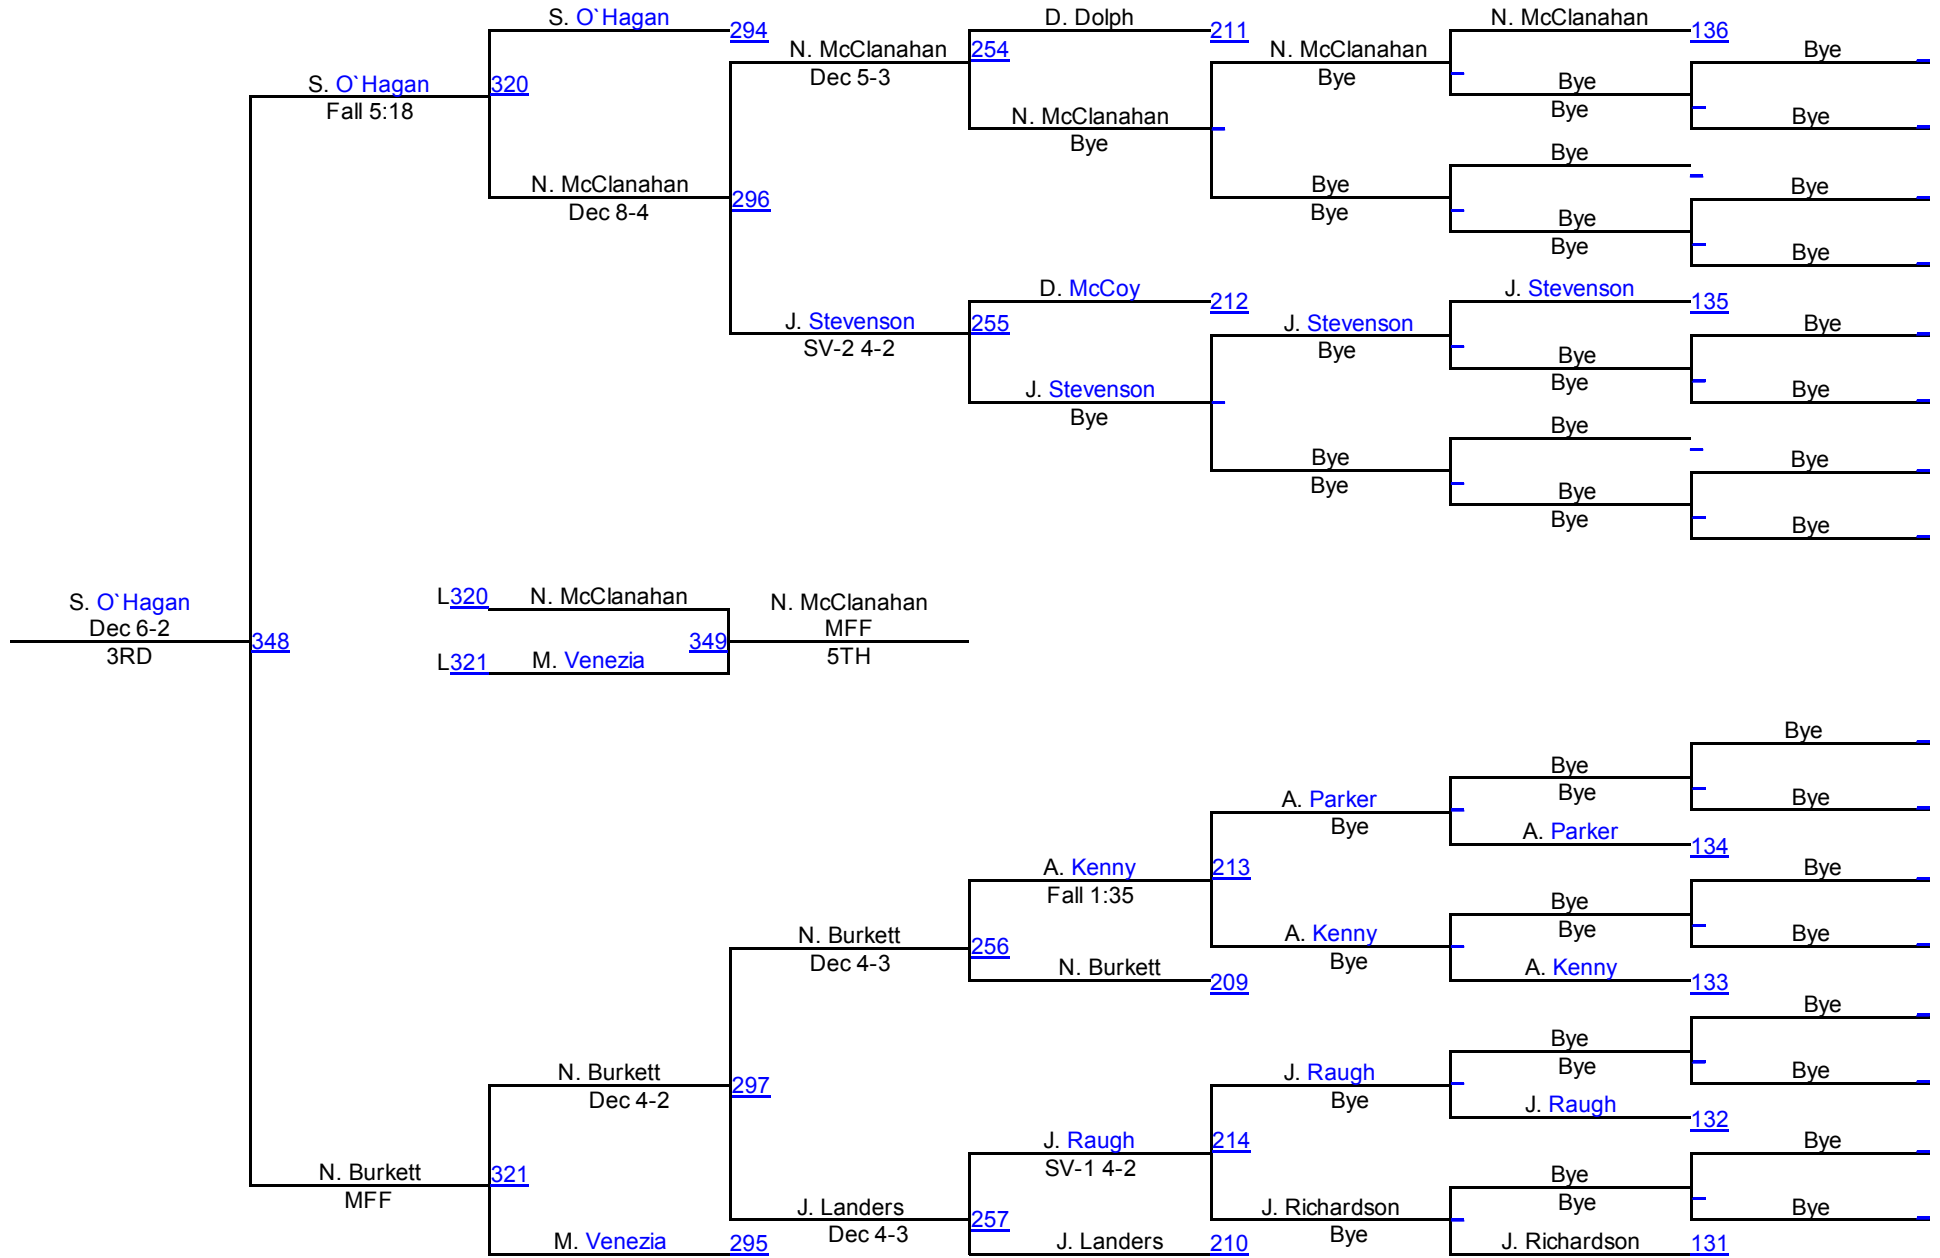 S. O`Hagan
294
D. Dolph
211
N. McClanahan
136
N. McClanahan
Dec 5-3
254
N. McClanahan
Bye
Bye
S. O`Hagan
Fall 5:18
320
Bye
Bye
N. McClanahan
Bye
Bye
Bye
N. McClanahan
Dec 8-4
296
Bye
Bye
Bye
Bye
Bye
Bye
D. McCoy
212
J. Stevenson
135
J. Stevenson
SV-2 4-2
255
J. Stevenson
Bye
Bye
Bye
Bye
J. Stevenson
Bye
Bye
Bye
Bye
Bye
Bye
Bye
Bye
Bye
S. O`Hagan
Dec 6-2
3RD
348
L320 N. McClanahan
L321 M. Venezia
349
N. McClanahan
MFF
5TH
Bye
Bye
Bye
Bye
A. Parker
Bye
A. Parker
134
A. Kenny
Fall 1:35
213
Bye
Bye
Bye
Bye
A. Kenny
Bye
A. Kenny
133
N. Burkett
Dec 4-3
256
N. Burkett
209
Bye
Bye
Bye
Bye
N. Burkett
Dec 4-2
297
J. Raugh
Bye
J. Raugh
132
J. Raugh
SV-1 4-2
214
Bye
Bye
Bye
Bye
N. Burkett
MFF
321
J. Landers
Dec 4-3
257
J. Richardson
Bye
M. Venezia
295
J. Landers
210
J. Richardson
131